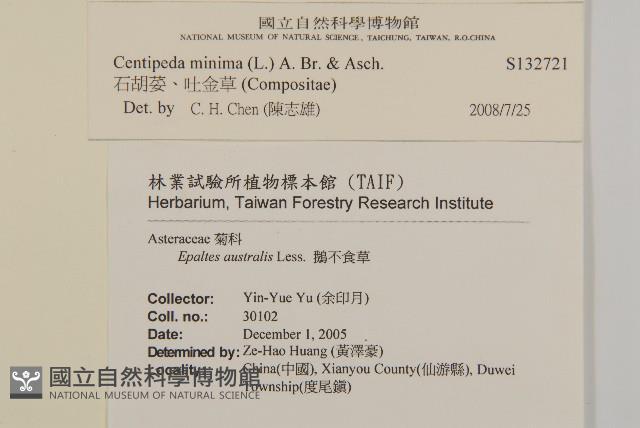 國立自然科學博物館
NATIONAL MUSEUM OF NATURAL SCIENCE, TAICHUNG, TAIWAN, R.O.CHINA
Centipeda minima (L.) A. Br. & Asch. S132721
石胡荽、吐金草 (Compositae)
Det. by C. H. Chen (陳志雄) 2008/7/25
林業試驗所植物標本館 (TAIF)
Herbarium, Taiwan Forestry Research Institute
Asteraceae 菊科
Epaltes australis Less. 鵝不食草
Collector: Yin-Yue Yu (余印月)
Coll. no.: 30102
Date: December 1, 2005
Determined by: Ze-Hao Huang (黃澤豪)
Locality: China(中國), Xianyou County(仙游縣), Duwei
Township(度尾鎮)
國立自然科學博物館
NATIONAL MUSEUM OF NATURAL SCIENCE